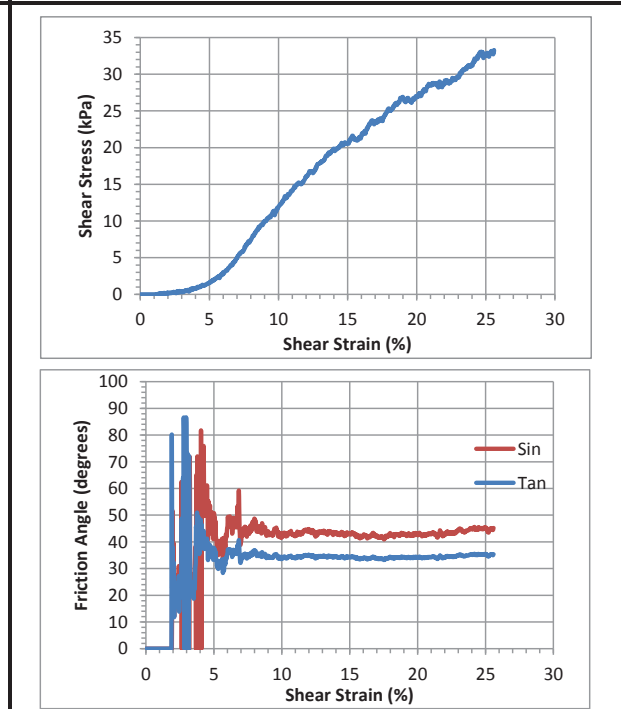 35
30
25
20
15
10
5
0
Shear Stress (kPa)
0 5 10 15 20 25 30
Shear Strain (%)
100
90
80
70
60
50
40
30
20
10
0
Friction Angle (degrees)
Sin
Tan
0 5 10 15 20 25 30
Shear Strain (%)